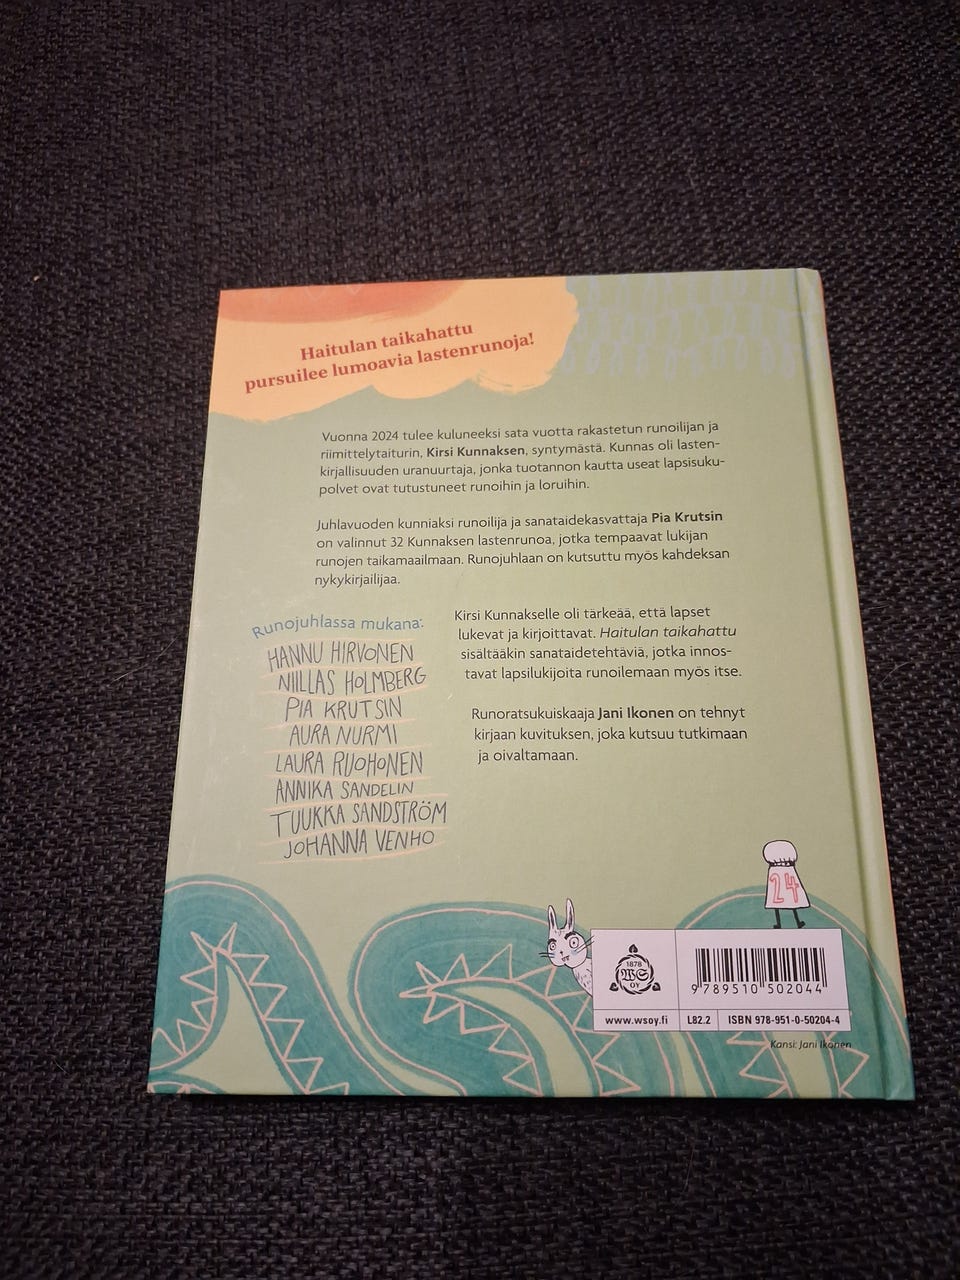 Haitulan taikahattu
pursuilee lumoavia lastenrunoja!
Vuonna 2024 tulee kuluneeksi sata vuotta rakastetun runoilijan ja
riimittelytaiturin, Kirsi Kunnaksen, syntymästä. Kunnas oli lasten-
kirjallisuuden uranuurtaja, jonka tuotannon kautta useat lapsisuku-
polvet ovat tutustuneet runoihin ja loruihin.
Juhlavuoden kunniaksi runoilija ja sanataidekasvattaja Pia Krutsin
on valinnut 32 Kunnaksen lastenrunoa, jotka tempaavat lukijan
runojen taikamaailmaan. Runojuhlaan on kutsuttu myös kahdeksan
nykykirjailijaa.
Runojuhlassa mukana:
HANNU HIRVONEN
NIILLAS HOLMBERG
PIA KRUTSIN
AURA NURMI
LAURA RUOHONEN
ANNIKA SANDELIN
TUUKKA SANDSTRÖM
JOHANNA VENHO
Kirsi Kunnakselle oli tärkeää, että lapset
lukevat ja kirjoittavat. Haitulan taikahattu
sisältääkin sanataidetehtäviä, jotka innos-
tavat lapsilukijoita runoilemaan myös itse.
Runoratsukuiskaaja Jani Ikonen on tehnyt
kirjaan kuvituksen, joka kutsuu tutkimaan
ja oivaltamaan.
24
1878
WS
OY
9 789510 502044
www.wsoy.fi
L82.2
ISBN 978-951-0-50204-4
Kansi: Jani Ikonen